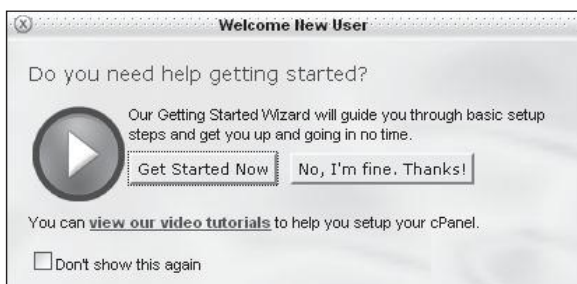 Welcome New User
Do you need help getting started?
Our Getting Started Wizard will guide you through basic setup
steps and get you up and going in no time.
Get Started Now
No, I'm fine. Thanks!
You can view our video tutorials to help you setup your cPanel.
Don't show this again